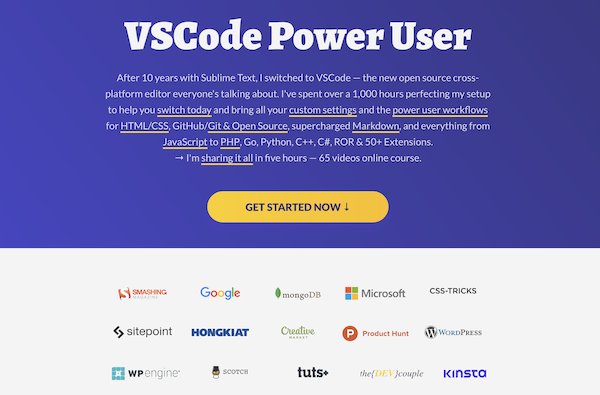 VSCode Power User
After 10 years with Sublime Text, I switched to VSCode — the new open source cross-
platform editor everyone's talking about. I've spent over a 1,000 hours perfecting my setup
to help you switch today and bring all your custom settings and the power user workflows
for HTML/CSS, GitHub/Git & Open Source, supercharged Markdown, and everything from
JavaScript to PHP, Go, Python, C++, C#, ROR & 50+ Extensions.
→ I'm sharing it all in five hours — 65 videos online course.
GET STARTED NOW ↓
SMASHING MAGAZINE
Google
mongoDB
Microsoft
CSS-TRICKS
sitepoint
HONGKIAT
Creative MARKET
Product Hunt
WORDPRESS
WP engine
SCOTCH
tuts+
the{DEV}couple
KINSTA